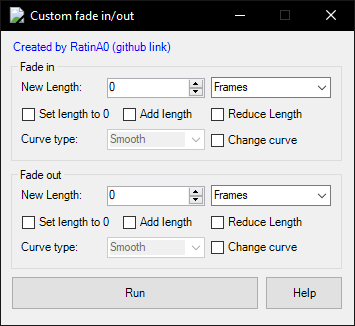 Custom fade in/out
Created by RatinA0 (github link)
Fade in
New Length: 0 Frames
Set length to 0 Add length Reduce Length
Curve type: Smooth Change curve
Fade out
New Length: 0 Frames
Set length to 0 Add length Reduce Length
Curve type: Smooth Change curve
Run Help